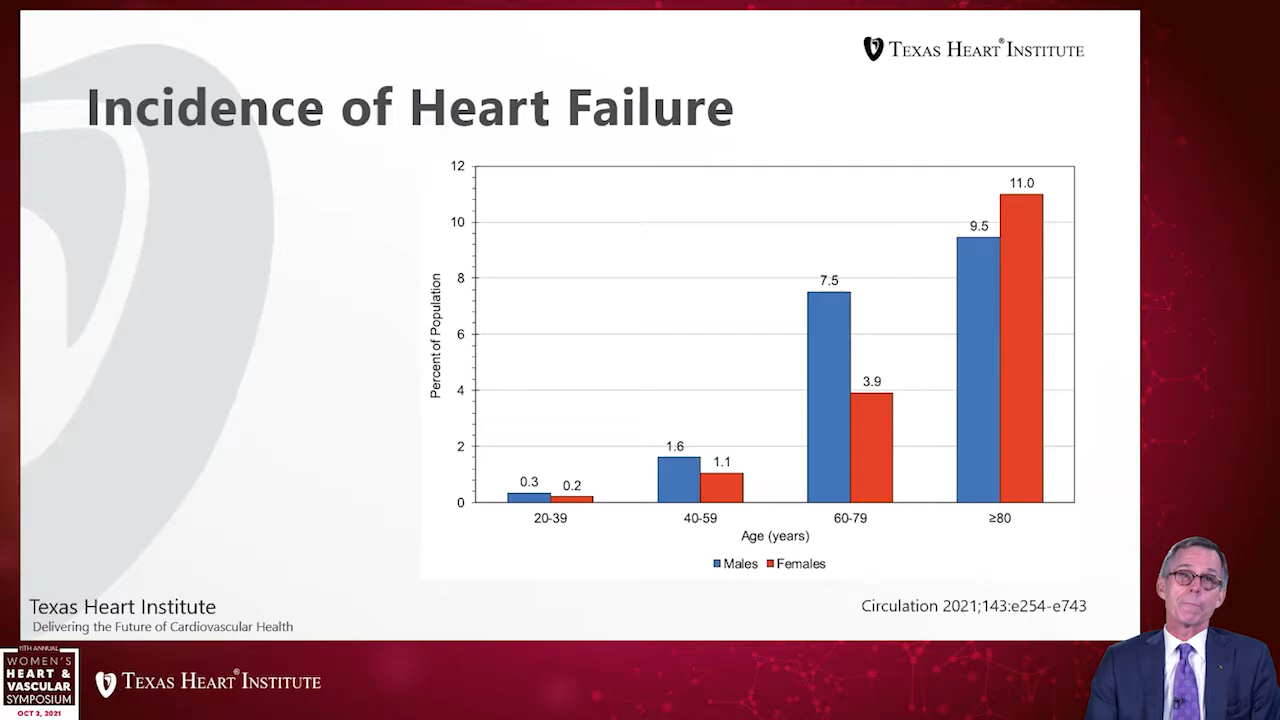 TEXAS HEART® INSTITUTE
Incidence of Heart Failure
12
10
8
6
4
2
0
Percent of Population
0.3
0.2
1.6
1.1
7.5
3.9
9.5
11.0
20-39
40-59
60-79
≥80
Age (years)
Males Females
Texas Heart Institute
Delivering the Future of Cardiovascular Health
Circulation 2021;143:e254-e743
11TH ANNUAL
WOMEN'S
HEART &
VASCULAR
SYMPOSIUM
OCT 2, 2021
TEXAS HEART® INSTITUTE